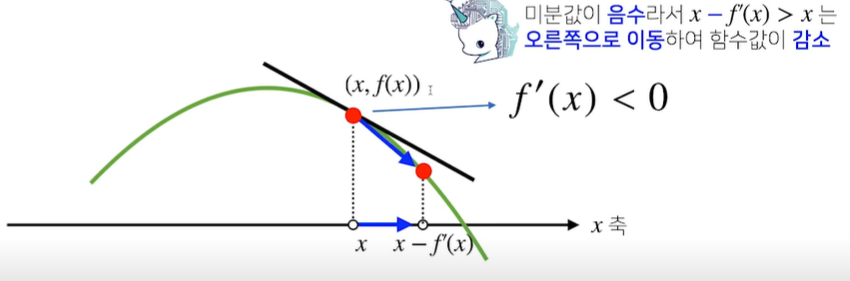 미분값이 음수라서 x − f′(x) > x 는
오른쪽으로 이동하여 함수값이 감소
(x, f(x))
f′(x) < 0
x 축
x
x − f′(x)